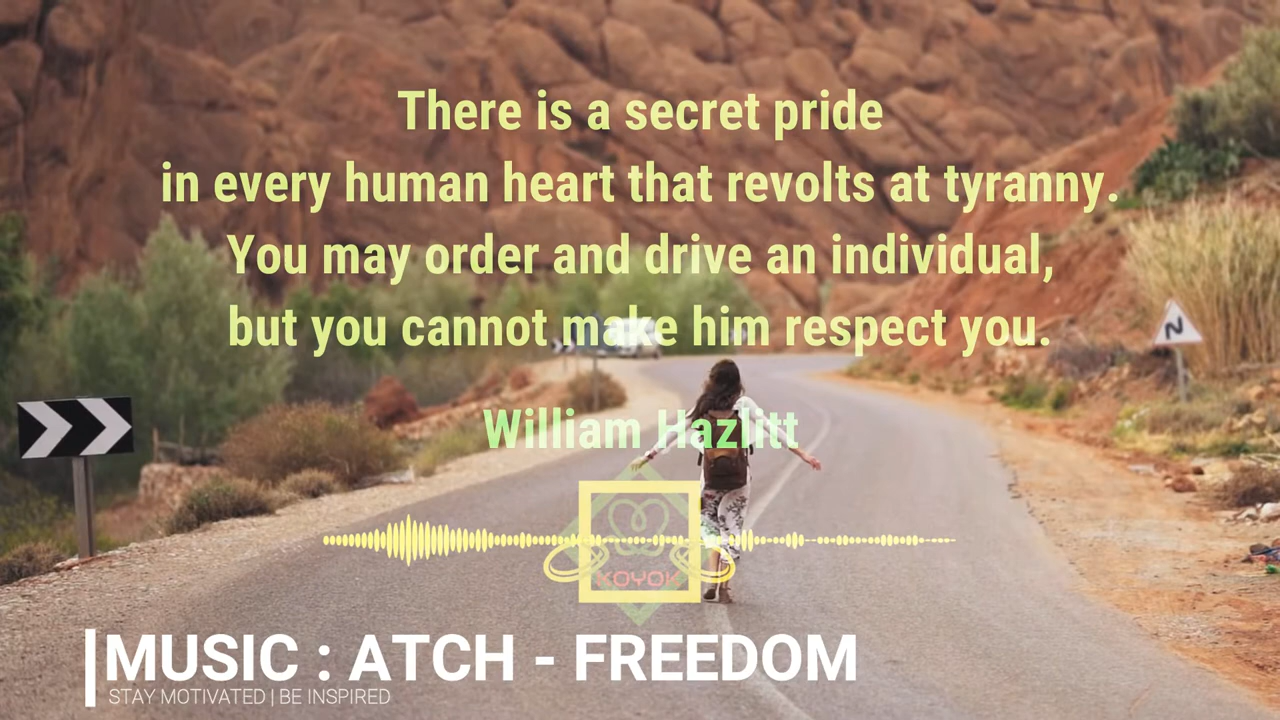 There is a secret pride
in every human heart that revolts at tyranny.
You may order and drive an individual,
but you cannot make him respect you.
William Hazlitt
XOYOK
MUSIC : ATCH - FREEDOM
STAY MOTIVATED | BE INSPIRED